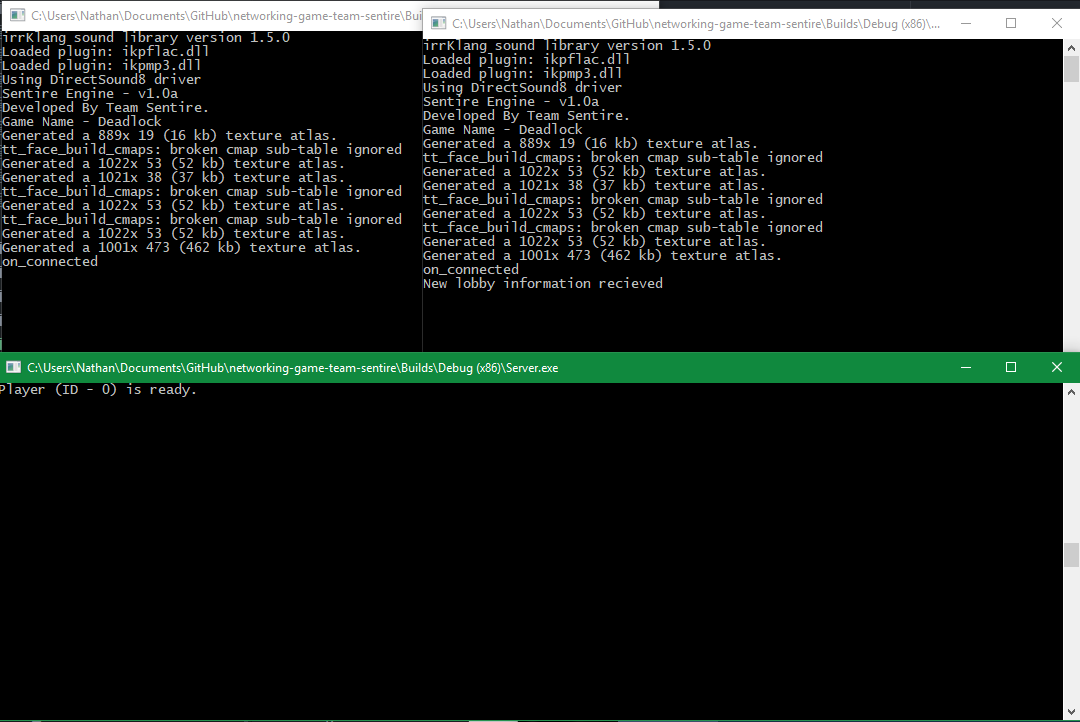 C:\Users\Nathan\Documents\GitHub\networking-game-team-sentire\Bui
irrKlang sound library version 1.5.0
Loaded plugin: ikpflac.dll
Loaded plugin: ikpmp3.dll
Using DirectSound8 driver
Sentire Engine - v1.0a
Developed By Team Sentire.
Game Name - Deadlock
Generated a 889x 19 (16 kb) texture atlas.
tt_face_build_cmaps: broken cmap sub-table ignored
Generated a 1022x 53 (52 kb) texture atlas.
Generated a 1021x 38 (37 kb) texture atlas.
tt_face_build_cmaps: broken cmap sub-table ignored
Generated a 1022x 53 (52 kb) texture atlas.
tt_face_build_cmaps: broken cmap sub-table ignored
Generated a 1022x 53 (52 kb) texture atlas.
Generated a 1001x 473 (462 kb) texture atlas.
on_connected
C:\Users\Nathan\Documents\GitHub\networking-game-team-sentire\Builds\Debug (x86)\...
irrKlang sound library version 1.5.0
Loaded plugin: ikpflac.dll
Loaded plugin: ikpmp3.dll
Using DirectSound8 driver
Sentire Engine - v1.0a
Developed By Team Sentire.
Game Name - Deadlock
Generated a 889x 19 (16 kb) texture atlas.
tt_face_build_cmaps: broken cmap sub-table ignored
Generated a 1022x 53 (52 kb) texture atlas.
Generated a 1021x 38 (37 kb) texture atlas.
tt_face_build_cmaps: broken cmap sub-table ignored
Generated a 1022x 53 (52 kb) texture atlas.
tt_face_build_cmaps: broken cmap sub-table ignored
Generated a 1022x 53 (52 kb) texture atlas.
Generated a 1001x 473 (462 kb) texture atlas.
on_connected
New lobby information recieved
C:\Users\Nathan\Documents\GitHub\networking-game-team-sentire\Builds\Debug (x86)\Server.exe
Player (ID - 0) is ready.